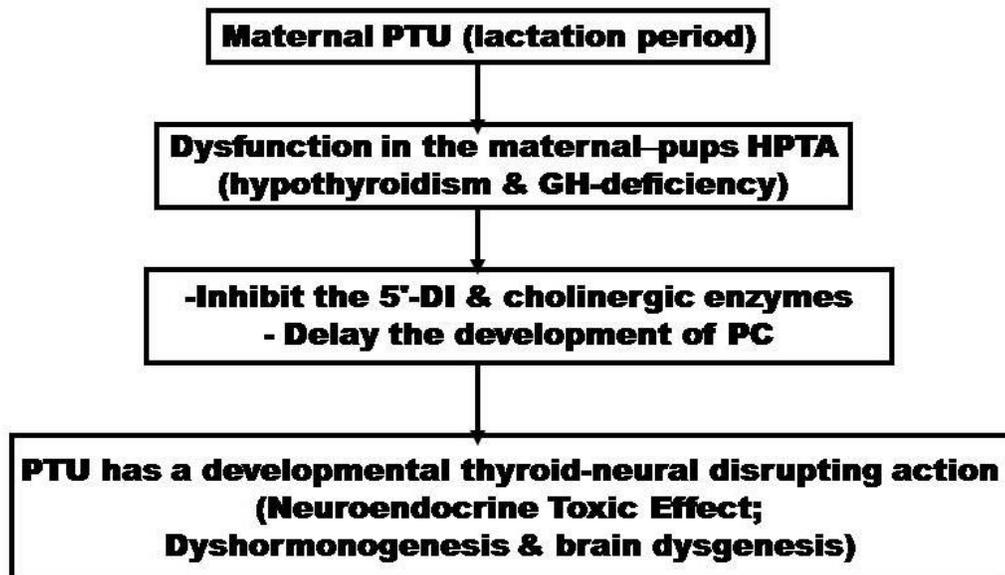 Maternal PTU (lactation period)
Dysfunction in the maternal–pups HPTA
(hypothyroidism & GH-deficiency)
-Inhibit the 5'-DI & cholinergic enzymes
- Delay the development of PC
PTU has a developmental thyroid-neural disrupting action
(Neuroendocrine Toxic Effect;
Dyshormonogenesis & brain dysgenesis)